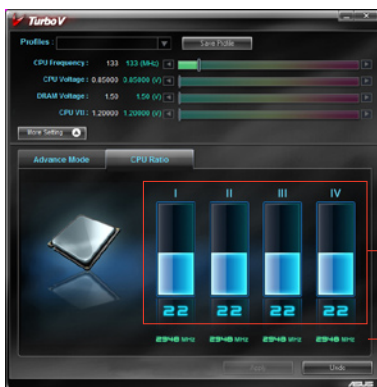 TurboV
Profiles :
Save Profile
CPU Frequency : 133 133 (MHz)
CPU Voltage : 0.85000 0.85000 (V)
DRAM Voltage : 1.50 1.50 (V)
CPU VTT : 1.20000 1.20000 (V)
More Setting
Advance Mode CPU Ratio
I II III IV
22 22 22 22
2948 MHz 2948 MHz 2948 MHz 2948 MHz
Apply Undo
ASUS